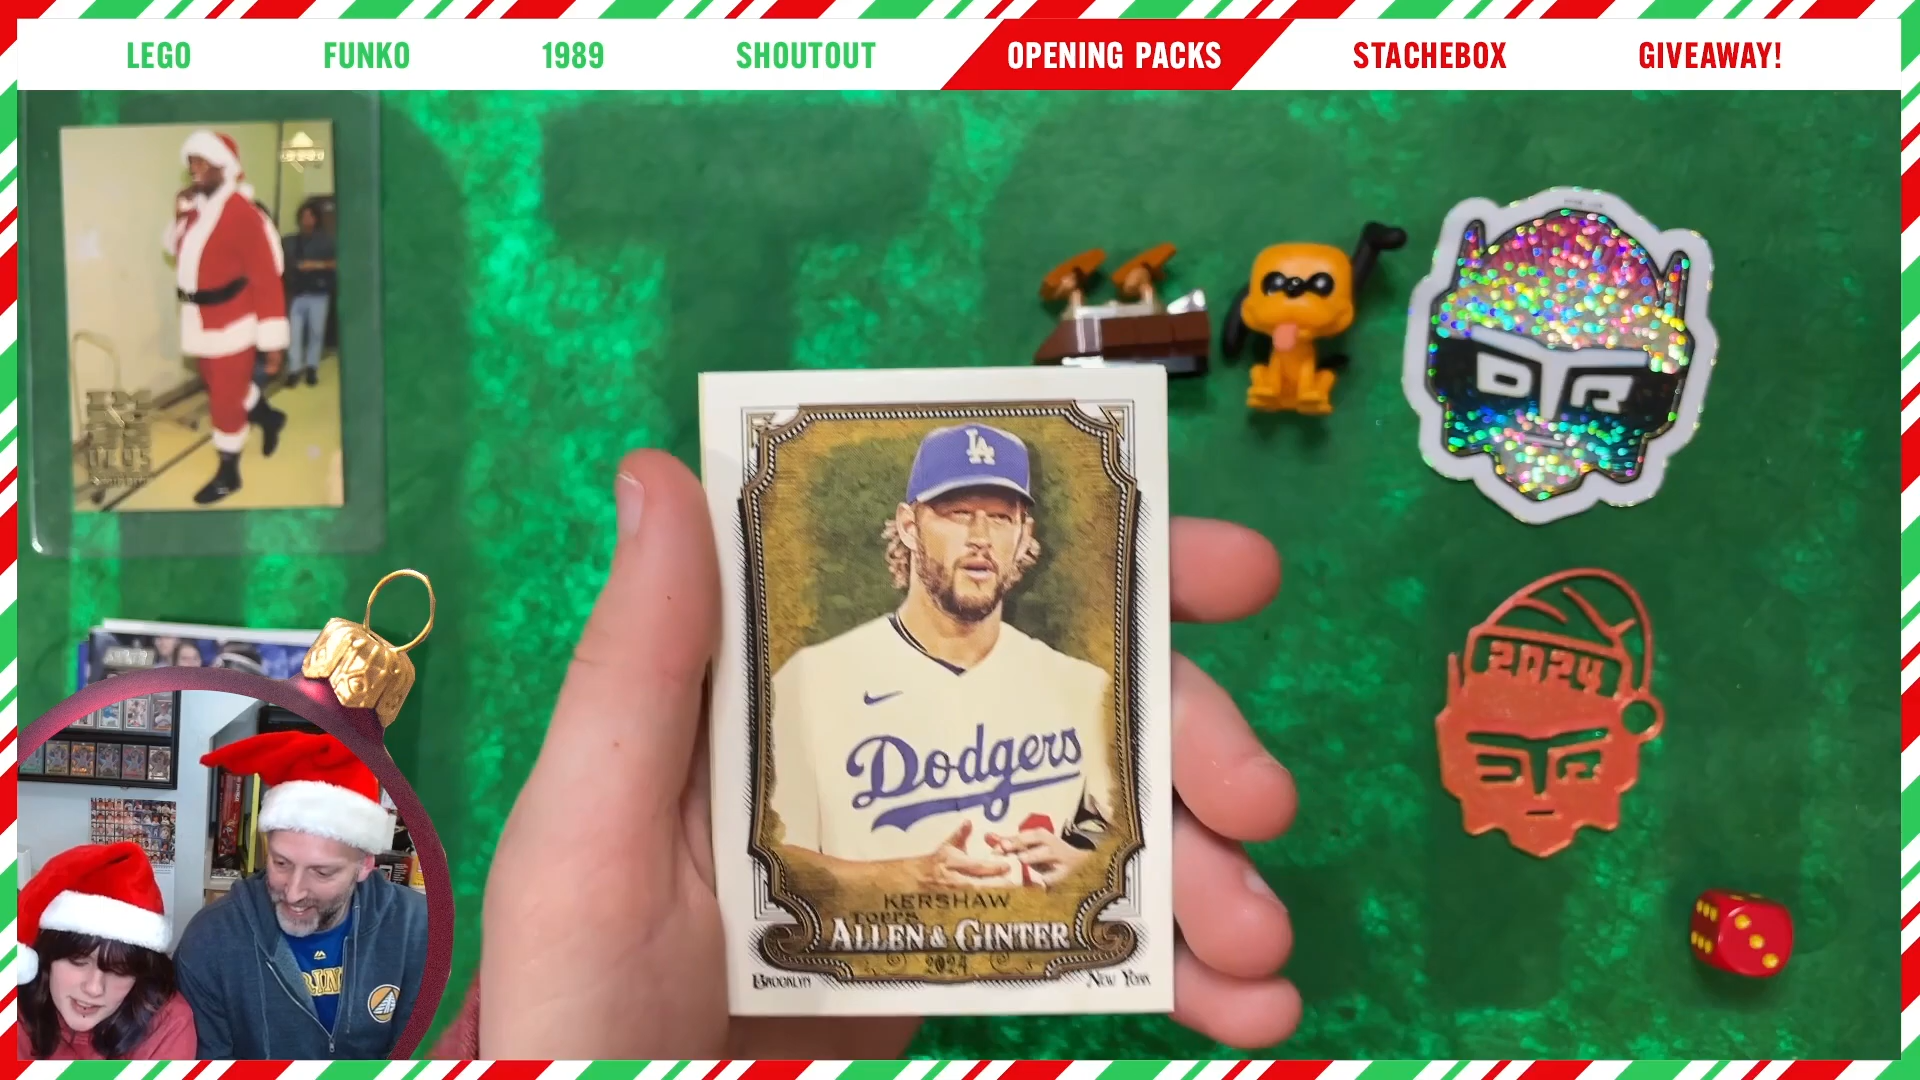 LEGO
FUNKO
1989
SHOUTOUT
OPENING PACKS
STACHEBOX
GIVEAWAY!
LA
Dodgers
KERSHAW
TOPPS
ALLEN & GINTER
2024
BROOKLYN
NEW YORK
DTR
2024